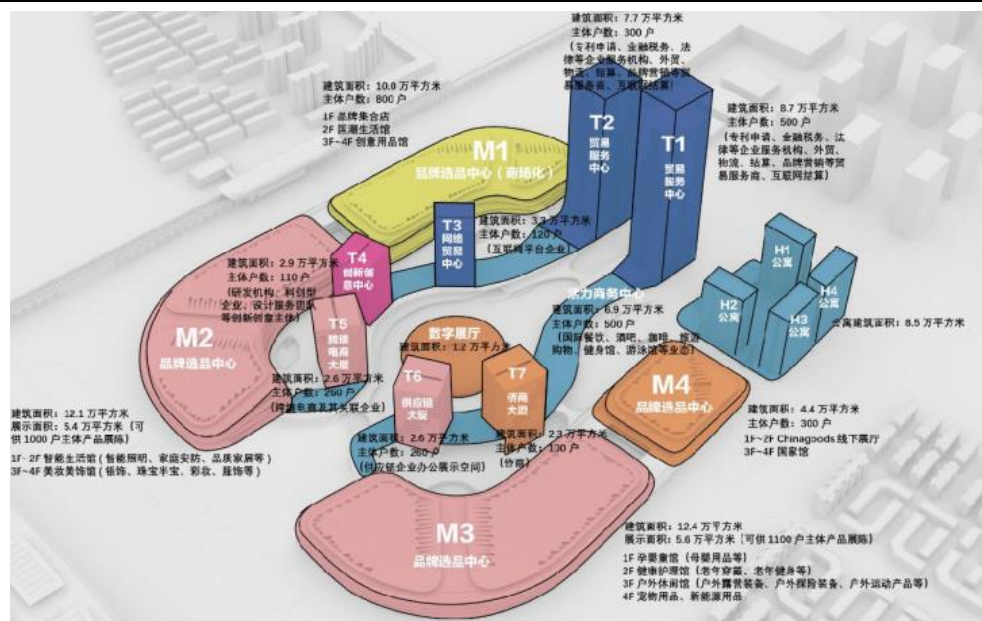 建筑面积：7.7 万平方米
主体户数：300 户
（专利申请、金融税务、法
律等企业服务机构、外贸、
物流、结算、品牌营销等贸
易服务商、互联网结算）
建筑面积：10.0 万平方米
主体户数：800 户
1F 品牌集合店
2F 国潮生活馆
3F~4F 创意用品馆
建筑面积：8.7 万平方米
主体户数：500 户
（专利申请、金融税务、法
律等企业服务机构、外贸、
物流、结算、品牌营销等贸
易服务商、互联网结算）
M1
品牌选品中心（商场化）
T2
贸易
服务
中心
T1
贸易
服务
中心
T3
网络
贸易
中心
建筑面积：3.3 万平方米
主体户数：120 户
（互联网平台企业）
T4
创新创
意中心
建筑面积：2.9 万平方米
主体户数：110 户
（研发机构、科创型
企业、设计服务团队
等创新创意主体）
H1
公寓
H2
公寓
H3
公寓
H4
公寓
公寓建筑面积：8.5 万平方米
活力商务中心
建筑面积：6.9 万平方米
主体户数：500 户
（国际餐饮、酒吧、咖啡、旅游
购物、健身馆、游泳馆等业态）
M2
品牌选品中心
T5
跨境
电商
大厦
建筑面积：2.6 万平方米
主体户数：260 户
（跨境电商及其关联企业）
数字展厅
建筑面积：1.2 万平方米
T6
供应链
大厦
建筑面积：2.6 万平方米
主体户数：260 户
（供应链企业办公展示空间）
T7
侨商
大厦
建筑面积：2.3 万平方米
主体户数：130 户
（侨商）
M4
品牌选品中心
建筑面积：4.4 万平方米
主体户数：300 户
1F~2F Chinagoods 线下展厅
3F~4F 国家馆
建筑面积：12.1 万平方米
展示面积：5.4 万平方米（可
供 1000 户主体产品展陈）
1F~2F 智能生活馆（智能照明、家庭安防、品质家居等）
3F~4F 美妆美饰馆（银饰、珠宝半宝、彩妆、服饰等）
M3
品牌选品中心
建筑面积：12.4 万平方米
展示面积：5.6 万平方米（可供 1100 户主体产品展陈）
1F 孕婴童馆（母婴用品等）
2F 健康护理馆（老年穿戴、老年健身等）
3F 户外休闲馆（户外露营装备、户外探险装备、户外运动产品等）
4F 宠物用品、新能源用品